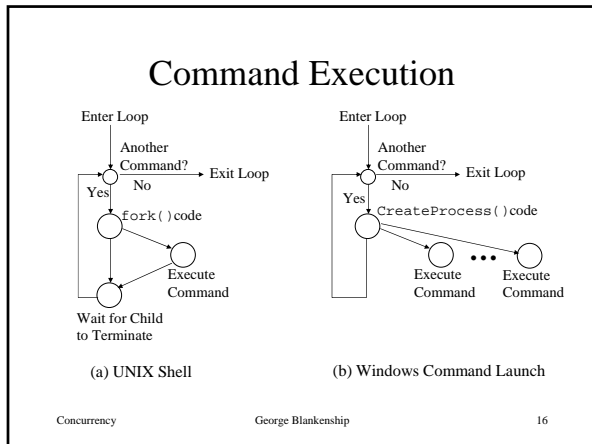 Command Execution
Enter Loop
Another
Command?
No
Exit Loop
Yes
fork()code
Execute
Command
Wait for Child
to Terminate
(a) UNIX Shell
Enter Loop
Another
Command?
No
Exit Loop
Yes
CreateProcess()code
Execute
Command
Execute
Command
(b) Windows Command Launch
Concurrency George Blankenship 16